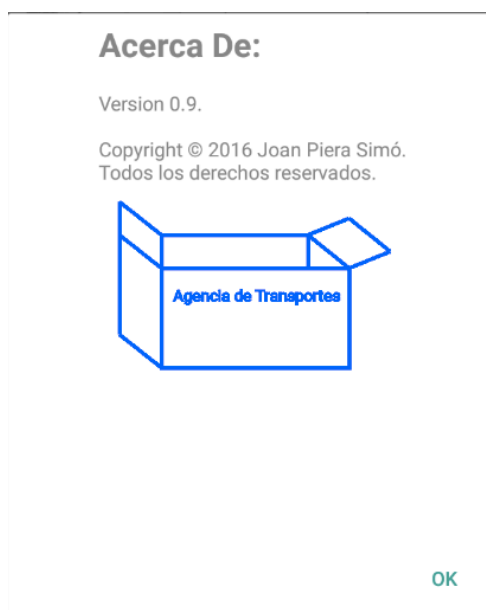 Acerca De:
Version 0.9.
Copyright © 2016 Joan Piera Simó.
Todos los derechos reservados.
Agencia de Transportes
OK